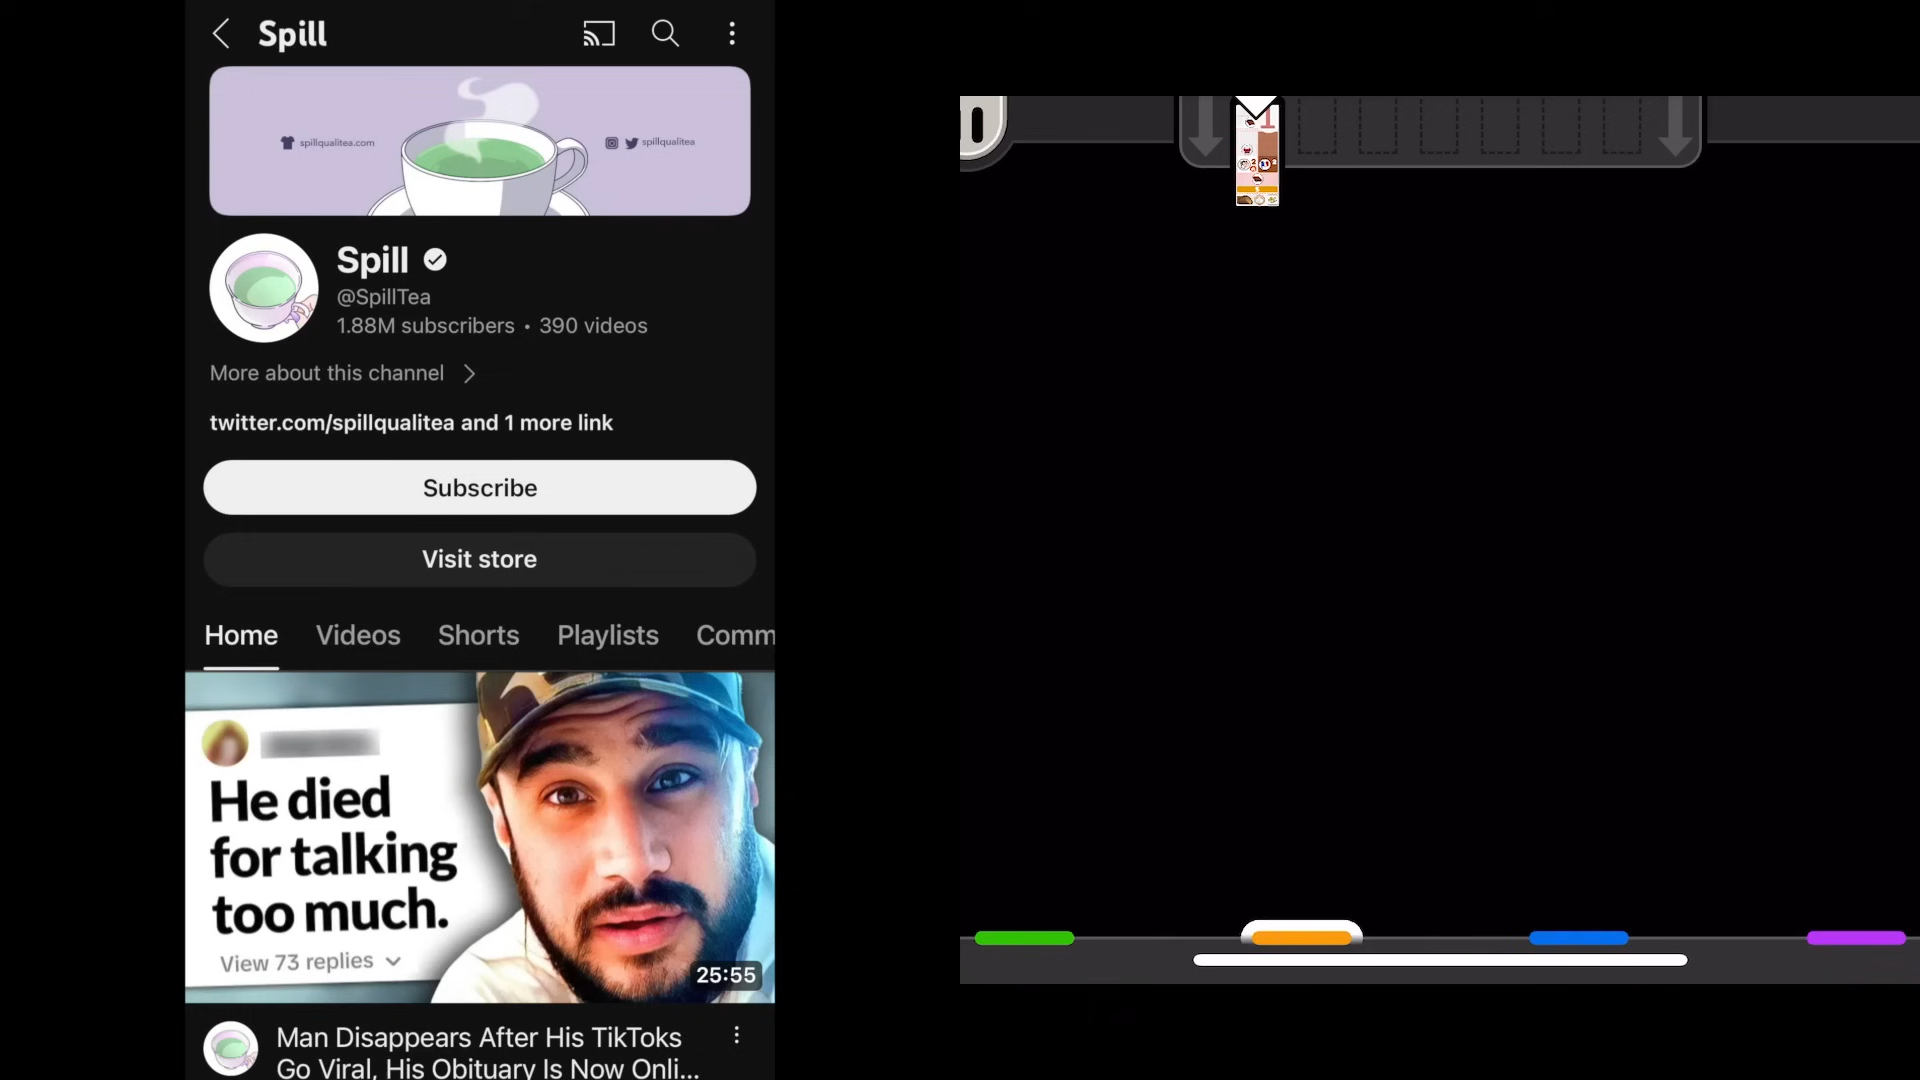 Spill
spillqualitea.com
spillqualitea
Spill
@SpillTea
1.88M subscribers • 390 videos
More about this channel
twitter.com/spillqualitea and 1 more link
Subscribe
Visit store
Home Videos Shorts Playlists Comm
He died
for talking
too much.
View 73 replies
25:55
Man Disappears After His TikToks
Go Viral, His Obituary Is Now Onli...